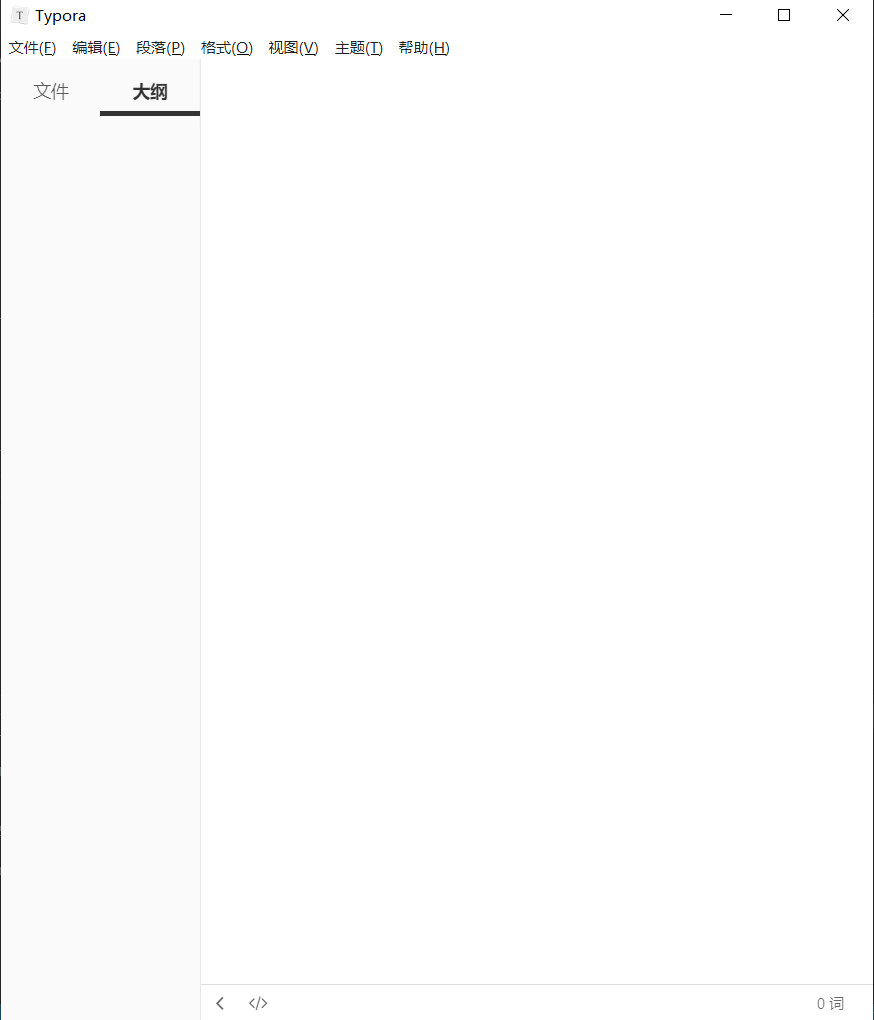 T Typora
文件(F) 编辑(E) 段落(P) 格式(O) 视图(V) 主题(T) 帮助(H)
文件 大纲
</> 0 词